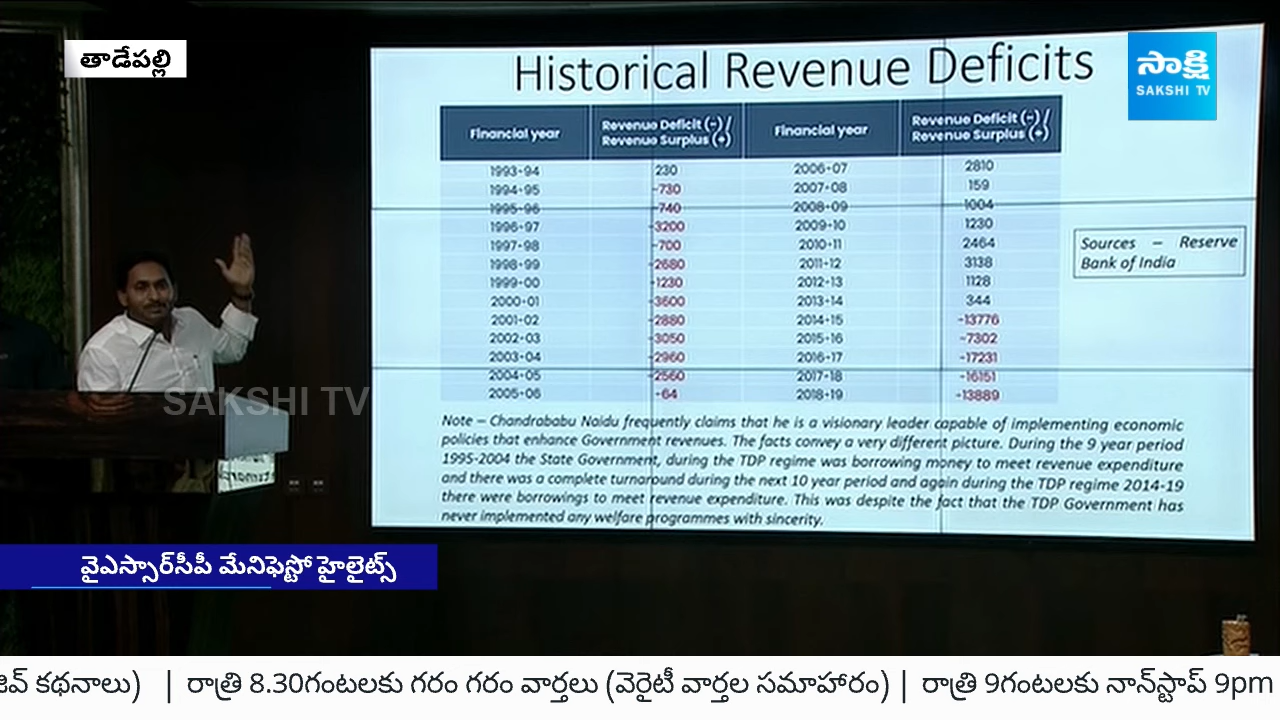 తాడేపల్లి
Historical Revenue Deficits
సాక్షి
SAKSHI TV
Financial year Revenue Deficit (-) / Revenue Surplus (+) Financial year Revenue Deficit (-) / Revenue Surplus (+)
1993-94 230 2006-07 2810
1994-95 -730 2007-08 159
1995-96 -740 2008-09 1004
1996-97 -3200 2009-10 1230
1997-98 -700 2010-11 2464
1998-99 -2680 2011-12 3138
1999-00 -1230 2012-13 1128
2000-01 -3600 2013-14 344
2001-02 -2880 2014-15 -13776
2002-03 -3050 2015-16 -7302
2003-04 -2960 2016-17 -17231
2004-05 -2560 2017-18 -16151
2005-06 -64 2018-19 -13889
Sources – Reserve
Bank of India
Note – Chandrababu Naidu frequently claims that he is a visionary leader capable of implementing economic
policies that enhance Government revenues. The facts convey a very different picture. During the 9 year period
1995-2004 the State Government, during the TDP regime was borrowing money to meet revenue expenditure
and there was a complete turnaround during the next 10 year period and again during the TDP regime 2014-19
there were borrowings to meet revenue expenditure. This was despite the fact that the TDP Government has
never implemented any welfare programmes with sincerity.
SAKSHI TV
వైఎస్సార్‌సీపీ మేనిఫెస్టో హైలైట్స్
కథనాలు) | రాత్రి 8.30గంటలకు గరం గరం వార్తలు (వెరైటీ వార్తల సమాహారం) | రాత్రి 9గంటలకు నాన్‌స్టాప్ 9pm